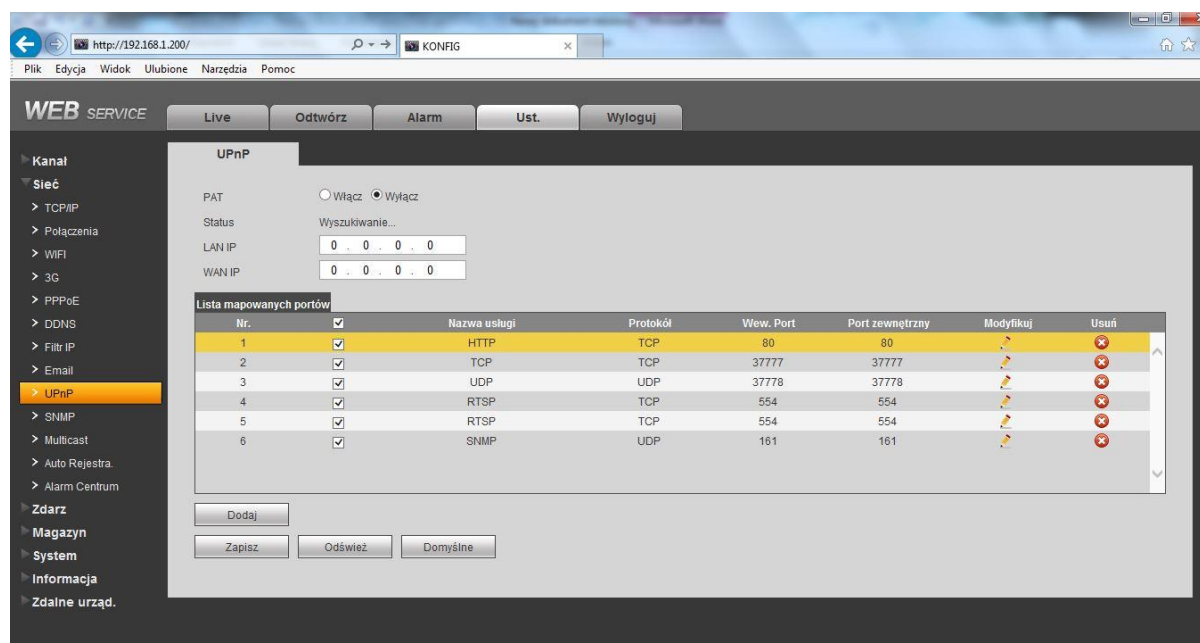 http://192.168.1.200/
KONFIG
Plik Edycja Widok Ulubione Narzędzia Pomoc
WEB SERVICE
Live Odtwórz Alarm Ust. Wyloguj
Kanał
Sieć
TCP/IP
Połączenia
WIFI
3G
PPPoE
DDNS
Filtr IP
Email
UPnP
SNMP
Multicast
Auto Rejestra.
Alarm Centrum
Zdarz
Magazyn
System
Informacja
Zdalne urząd.
UPnP
PAT Włącz Wyłącz
Status Wyszukiwanie...
LAN IP 0 . 0 . 0 . 0
WAN IP 0 . 0 . 0 . 0
Lista mapowanych portów
Nr. Nazwa usługi Protokół Wew. Port Port zewnętrzny Modyfikuj Usuń
1 HTTP TCP 80 80
2 TCP TCP 37777 37777
3 UDP UDP 37778 37778
4 RTSP TCP 554 554
5 RTSP TCP 554 554
6 SNMP UDP 161 161
Dodaj
Zapisz Odśwież Domyślne